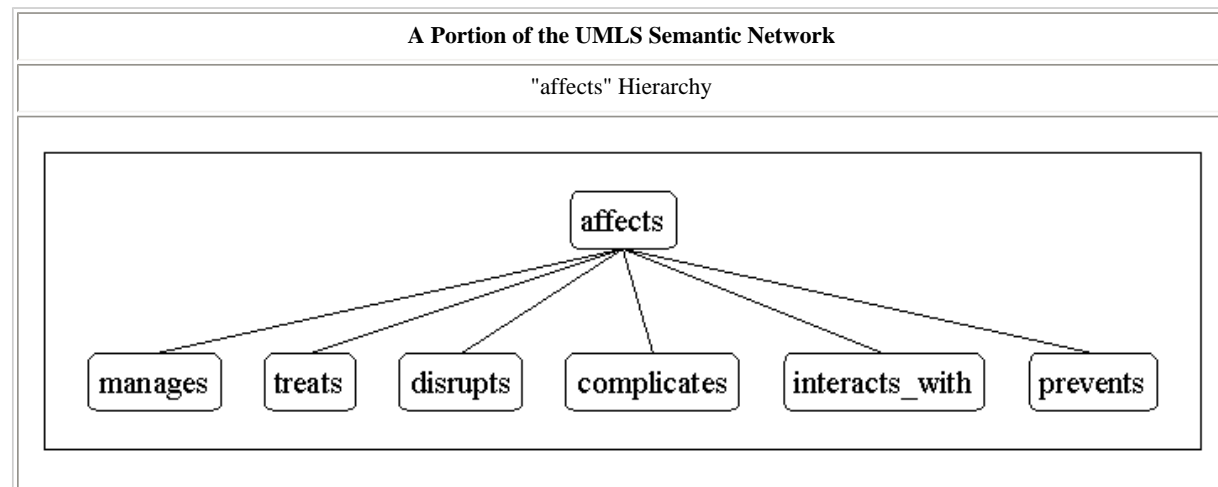 A Portion of the UMLS Semantic Network
"affects" Hierarchy
affects
manages treats disrupts complicates interacts_with prevents